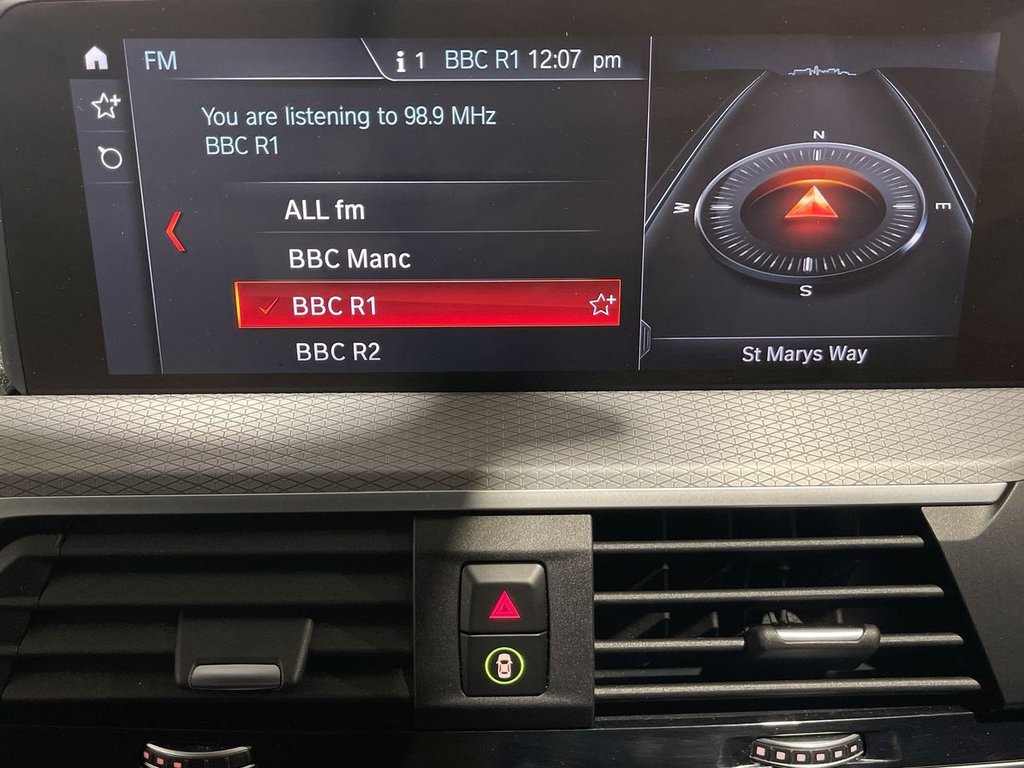 FM
i 1 BBC R1 12:07 pm
You are listening to 98.9 MHz
BBC R1
ALL fm
BBC Manc
BBC R1
BBC R2
N
W
E
S
St Marys Way